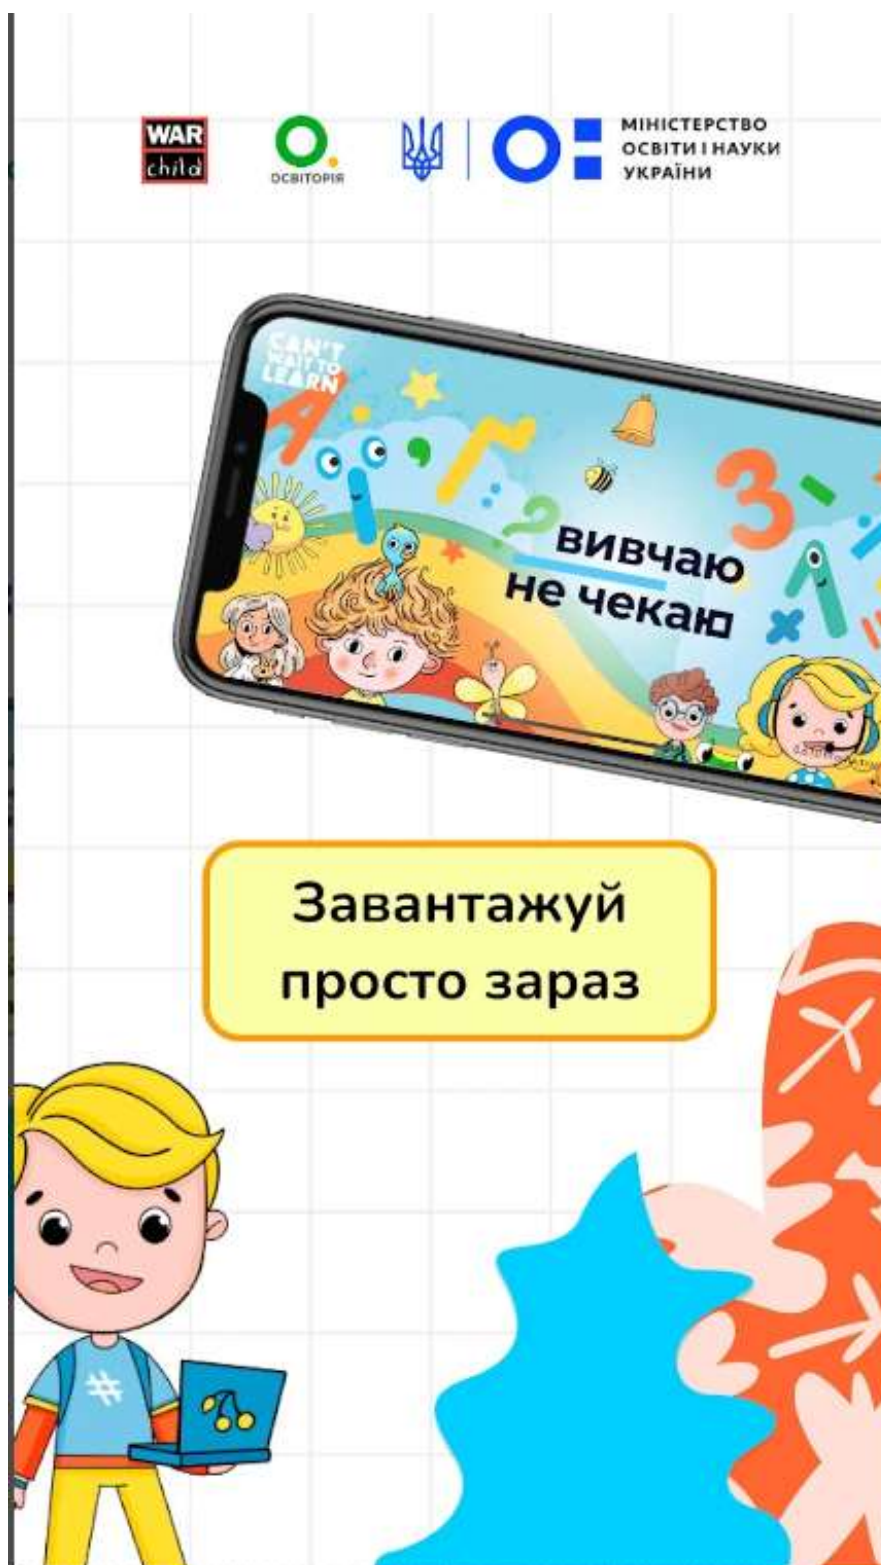 WAR
child
ОСВІТОРІЯ
МІНІСТЕРСТВО
ОСВІТИ І НАУКИ
УКРАЇНИ
CAN'T
WAIT TO
LEARN
вивчаю
не чекаю
Завантажуй
просто зараз